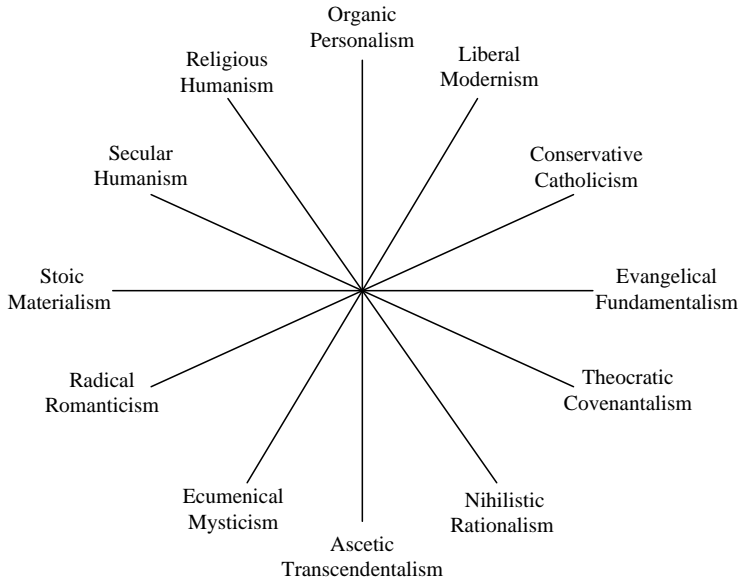 Organic
Personalism
Liberal
Modernism
Religious
Humanism
Conservative
Catholicism
Secular
Humanism
Evangelical
Fundamentalism
Stoic
Materialism
Theocratic
Covenantalism
Radical
Romanticism
Ecumenical
Mysticism
Nihilistic
Rationalism
Ascetic
Transcendentalism